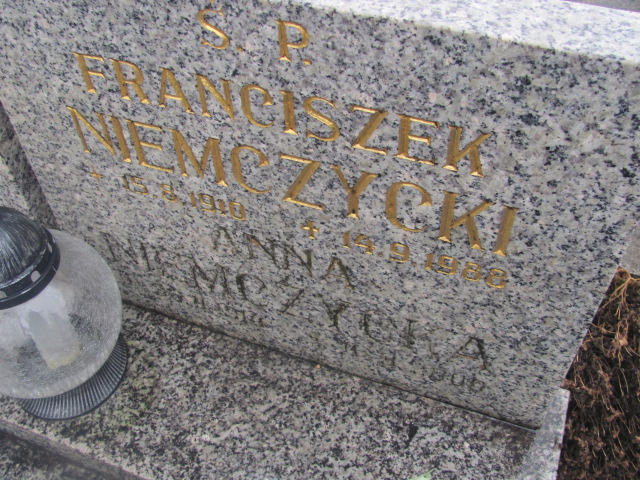 S. P.
FRANCISZEK
NIEMCZYCKI
15.8.1910 + 14.9.1988
ANNA
NIEMCZYCKA